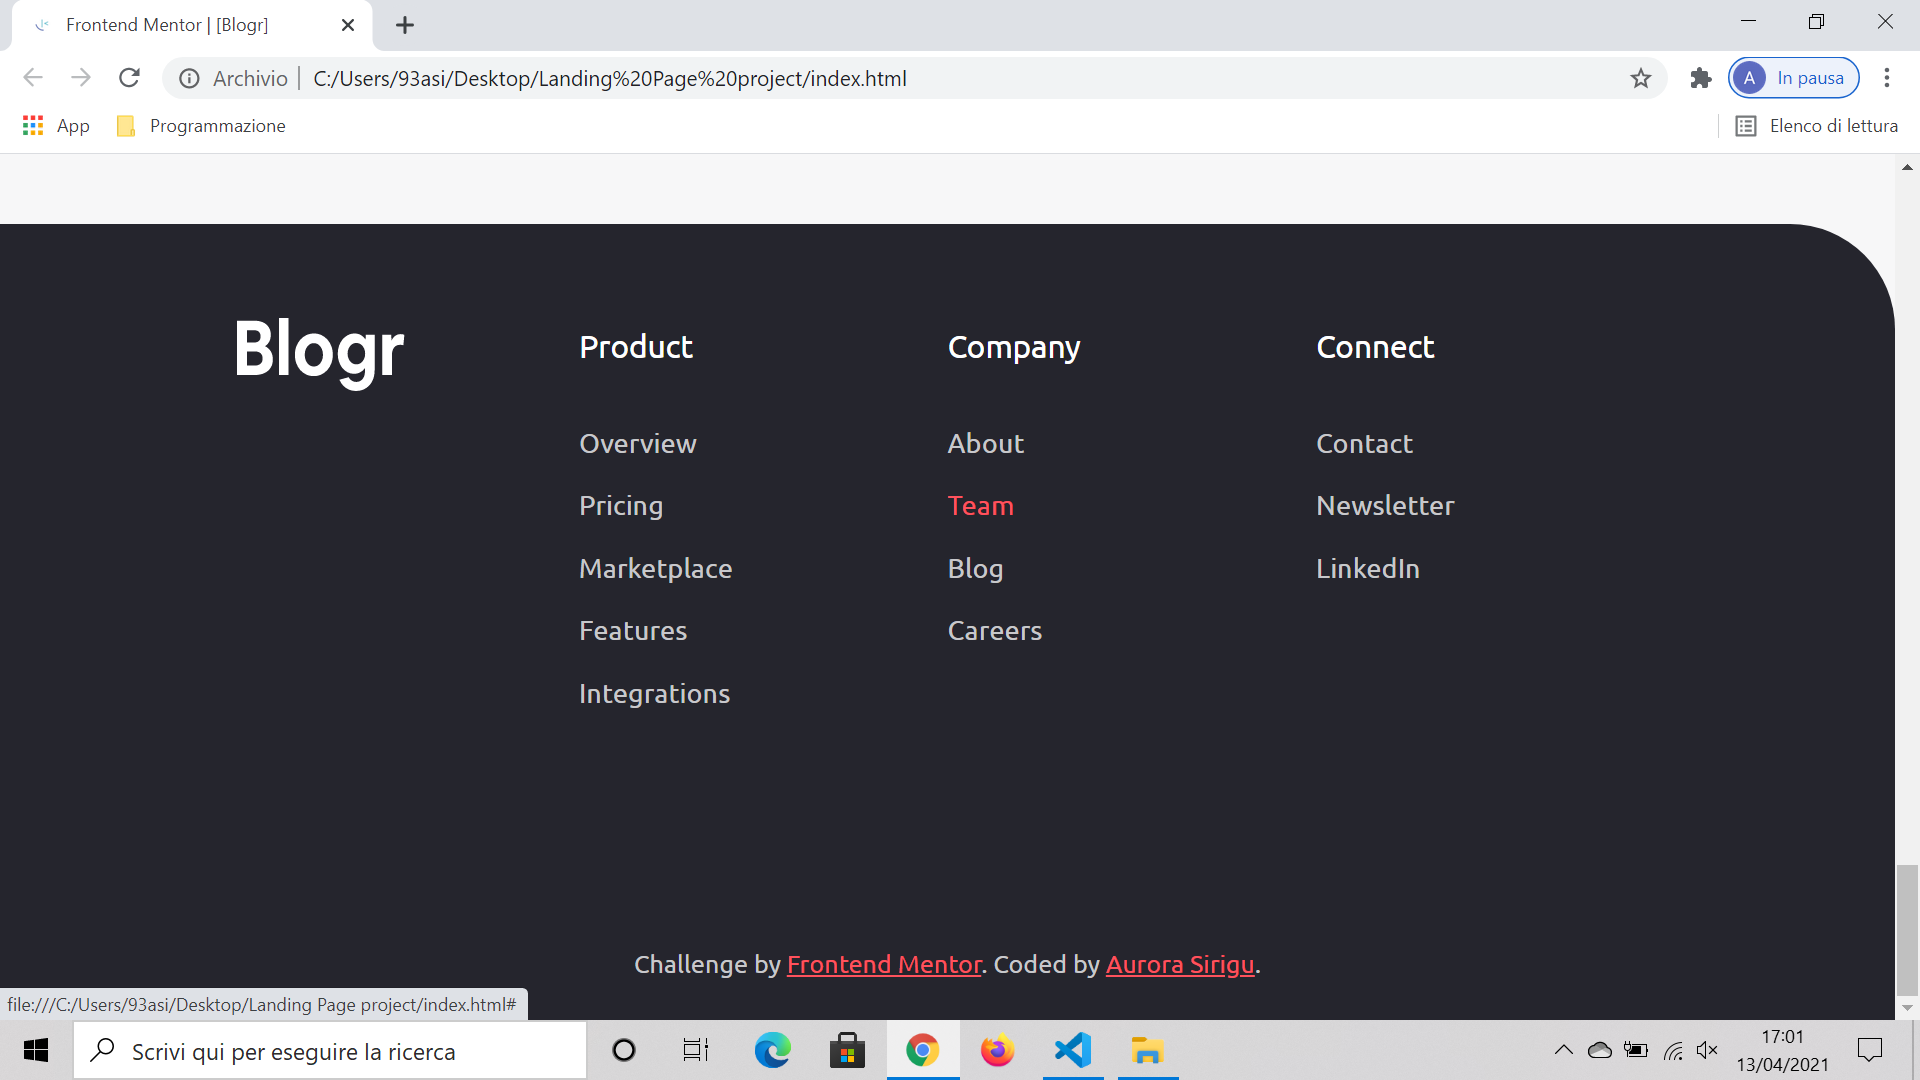 Frontend Mentor | [Blogr]
Archivio | C:/Users/93asi/Desktop/Landing%20Page%20project/index.html
A In pausa
App Programmazione Elenco di lettura
Blogr
Product
Overview
Pricing
Marketplace
Features
Integrations
Company
About
Team
Blog
Careers
Connect
Contact
Newsletter
LinkedIn
Challenge by Frontend Mentor. Coded by Aurora Sirigu.
file:///C:/Users/93asi/Desktop/Landing Page project/index.html#
Scrivi qui per eseguire la ricerca
17:01
13/04/2021